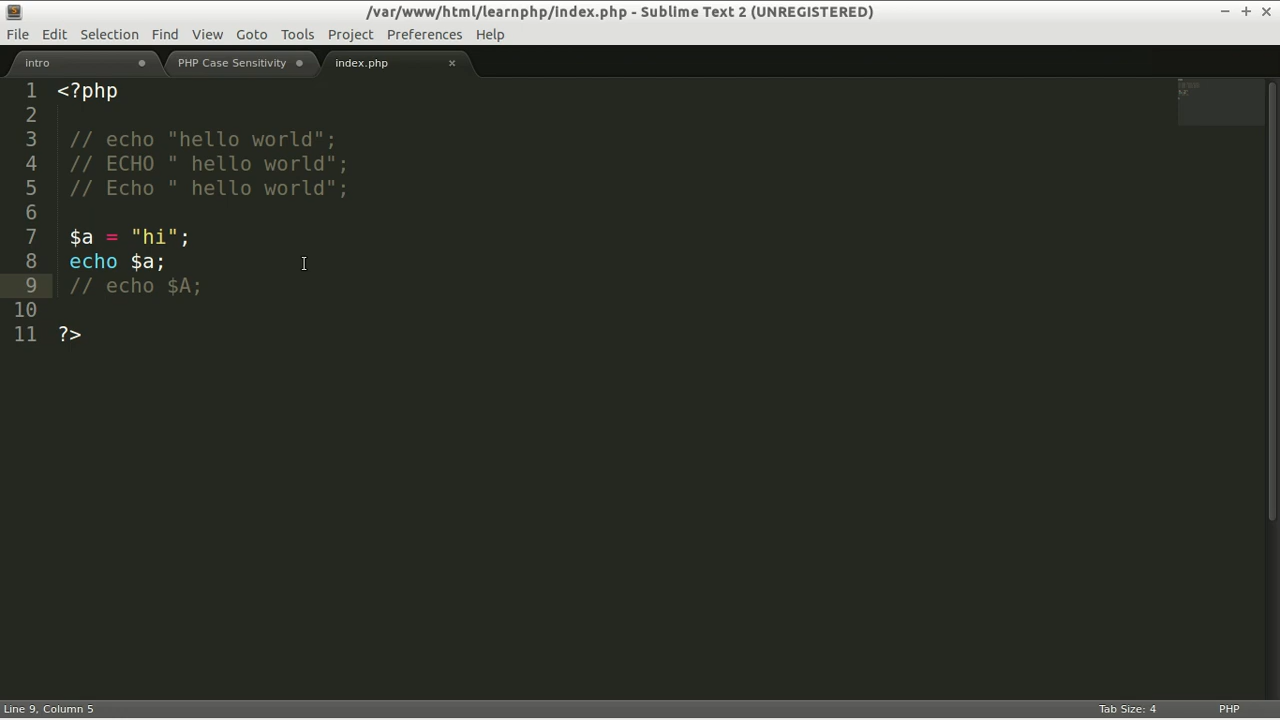 /var/www/html/learnphp/index.php - Sublime Text 2 (UNREGISTERED)
File Edit Selection Find View Goto Tools Project Preferences Help
intro PHP Case Sensitivity index.php
1 <?php
2
3 // echo "hello world";
4 // ECHO " hello world";
5 // Echo " hello world";
6
7 $a = "hi";
8 echo $a;
9 // echo $A;
10
11 ?>
Line 9, Column 5 Tab Size: 4 PHP